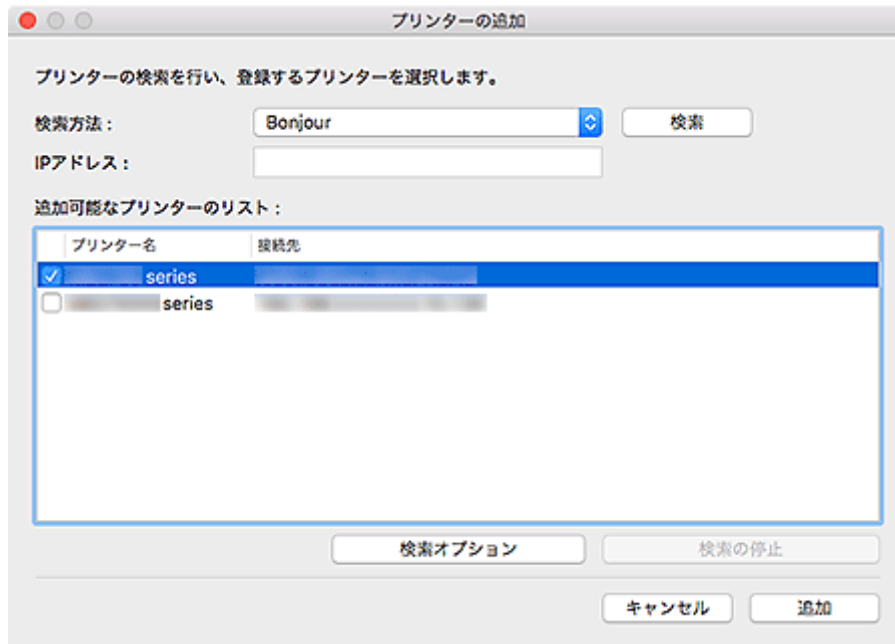 プリンターの追加
プリンターの検索を行い、登録するプリンターを選択します。
検索方法： Bonjour 検索
IPアドレス：
追加可能なプリンターのリスト：
プリンター名 接続先
series
series
検索オプション 検索の停止
キャンセル 追加